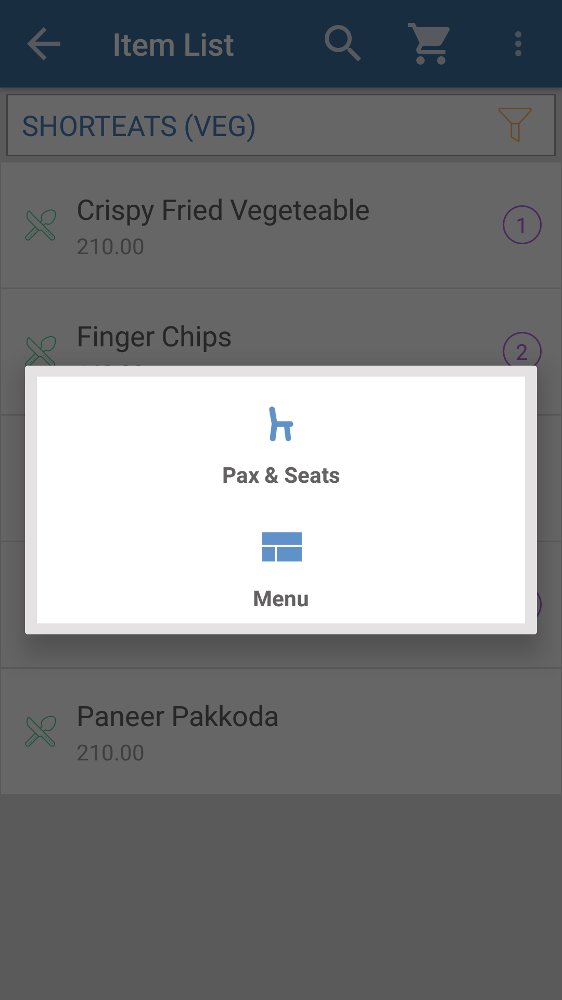 Item List
SHORTEATS (VEG)
Crispy Fried Vegeteable
210.00
1
Finger Chips
2
Pax & Seats
Menu
Paneer Pakkoda
210.00